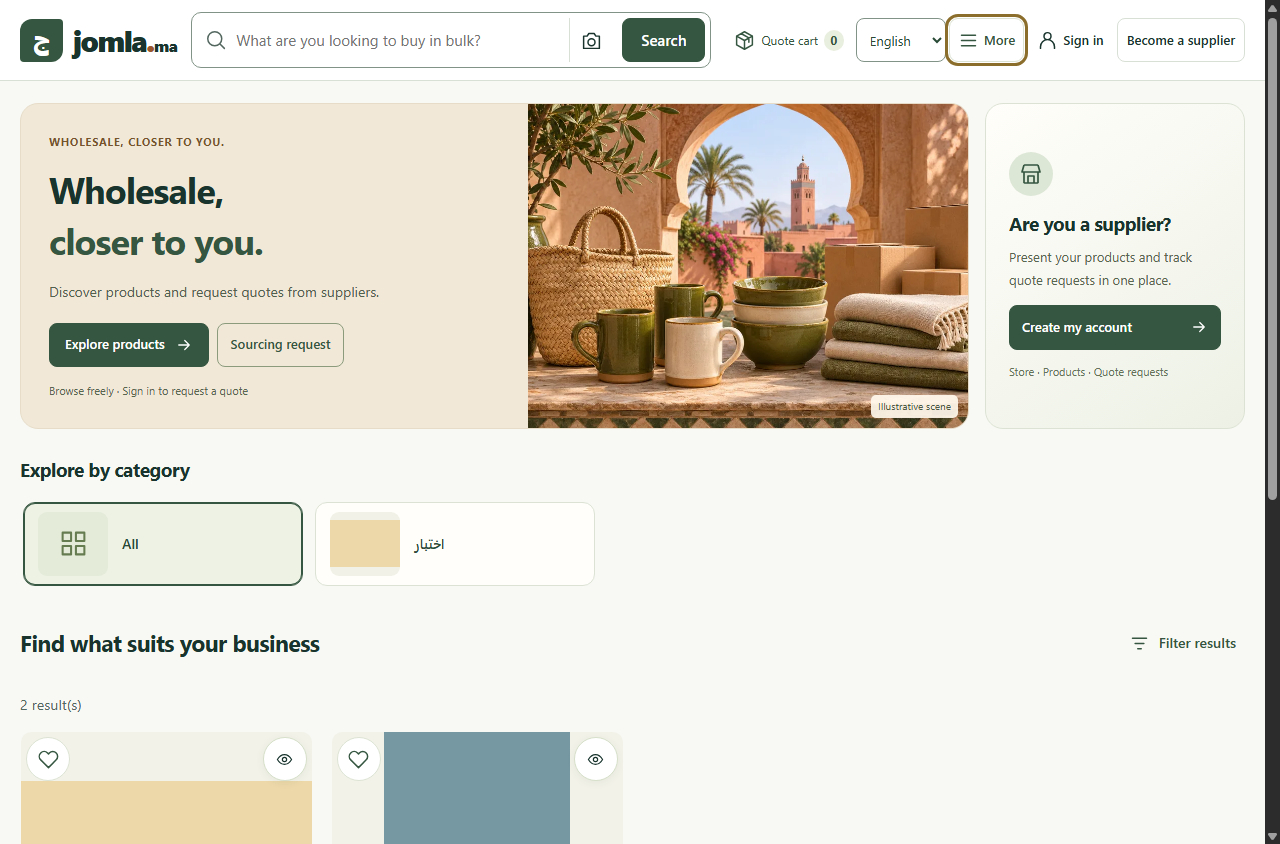 ج jomla.ma
What are you looking to buy in bulk?
Search
Quote cart 0
English
More
Sign in
Become a supplier
WHOLESALE, CLOSER TO YOU.
Wholesale,
closer to you.
Discover products and request quotes from suppliers.
Explore products
Sourcing request
Browse freely · Sign in to request a quote
Illustrative scene
Are you a supplier?
Present your products and track
quote requests in one place.
Create my account
Store · Products · Quote requests
Explore by category
All
اختبار
Find what suits your business
Filter results
2 result(s)